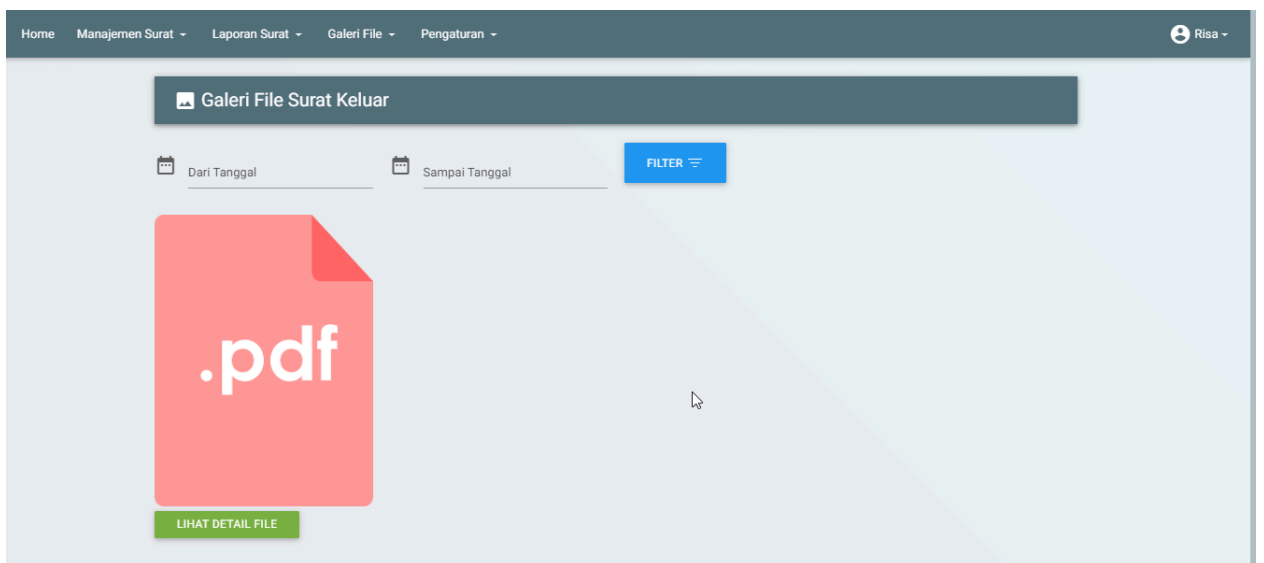 Home Manajemen Surat Laporan Surat Galeri File Pengaturan Risa
Galeri File Surat Keluar
Dari Tanggal Sampai Tanggal FILTER
.pdf
LIHAT DETAIL FILE